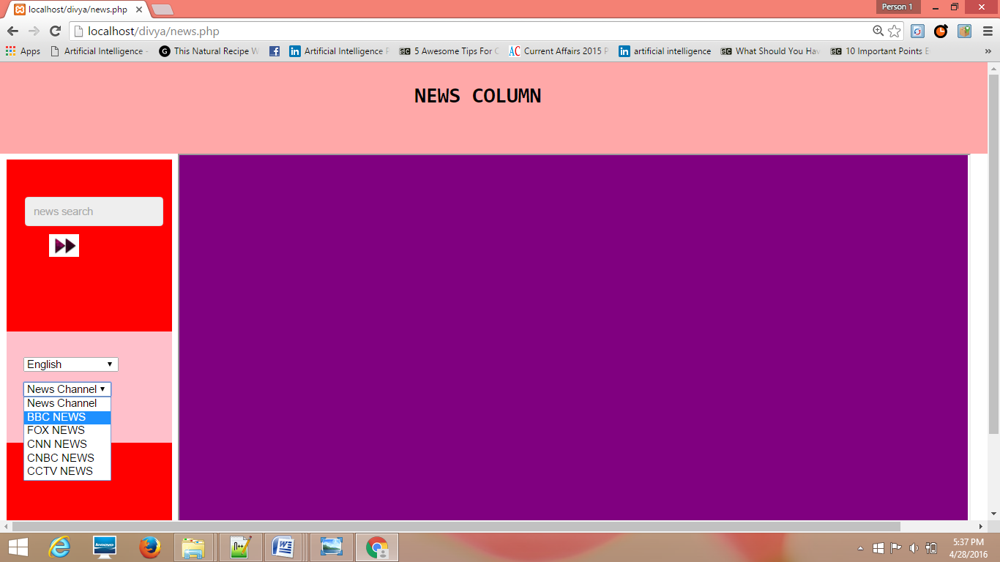 localhost/divya/news.php
Person 1
localhost/divya/news.php
Apps Artificial Intelligence - This Natural Recipe W Artificial Intelligence 5 Awesome Tips For Current Affairs 2015 P artificial intelligence What Should You Hav 10 Important Points E
NEWS COLUMN
news search
English
News Channel
News Channel
BBC NEWS
FOX NEWS
CNN NEWS
CNBC NEWS
CCTV NEWS
5:37 PM
4/28/2016